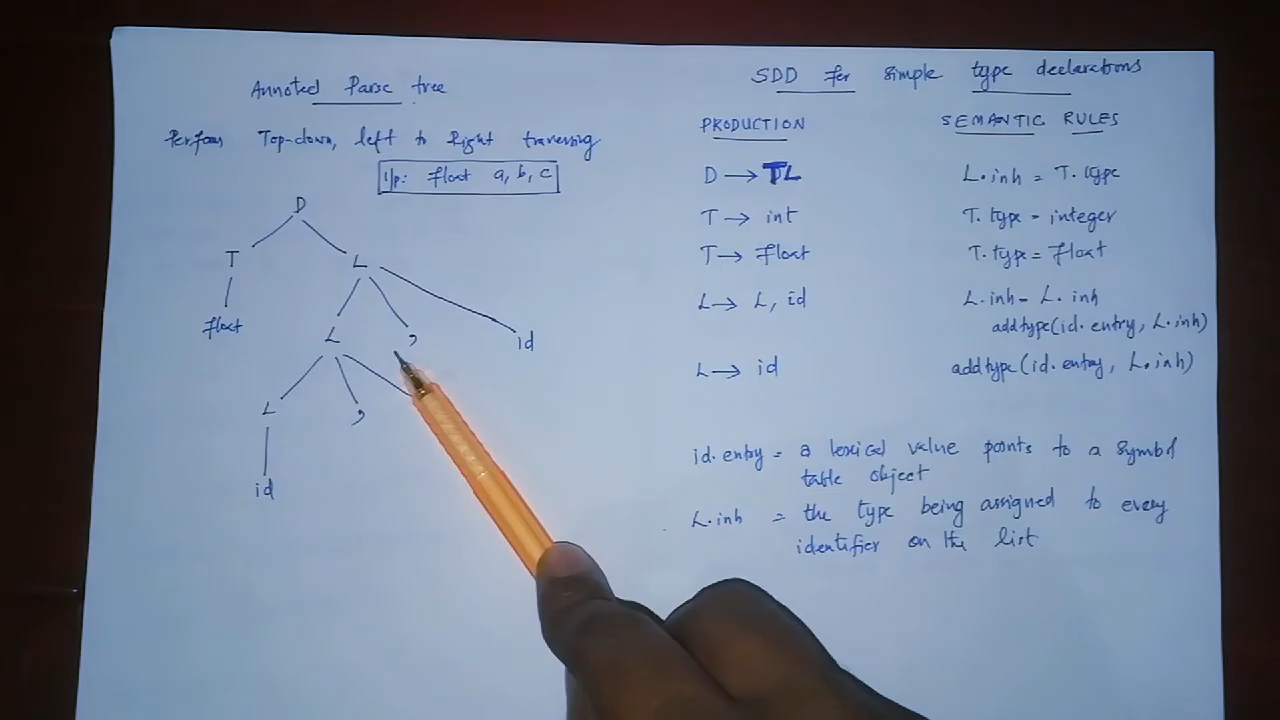 Annoted Parse tree
Perform Top-down, left to Right traversing
i/p: float a, b, c
D
T L
float L , id
L ,
id
SDD for simple type declarations
PRODUCTION SEMANTIC RULES
D → TL L.inh = T.type
T → int T.type = integer
T → float T.type = float
L → L, id L.inh = L.inh
addtype(id.entry, L.inh)
L → id addtype(id.entry, L.inh)
id.entry = a lexical value points to a symbol
table object
L.inh = the type being assigned to every
identifier on the list